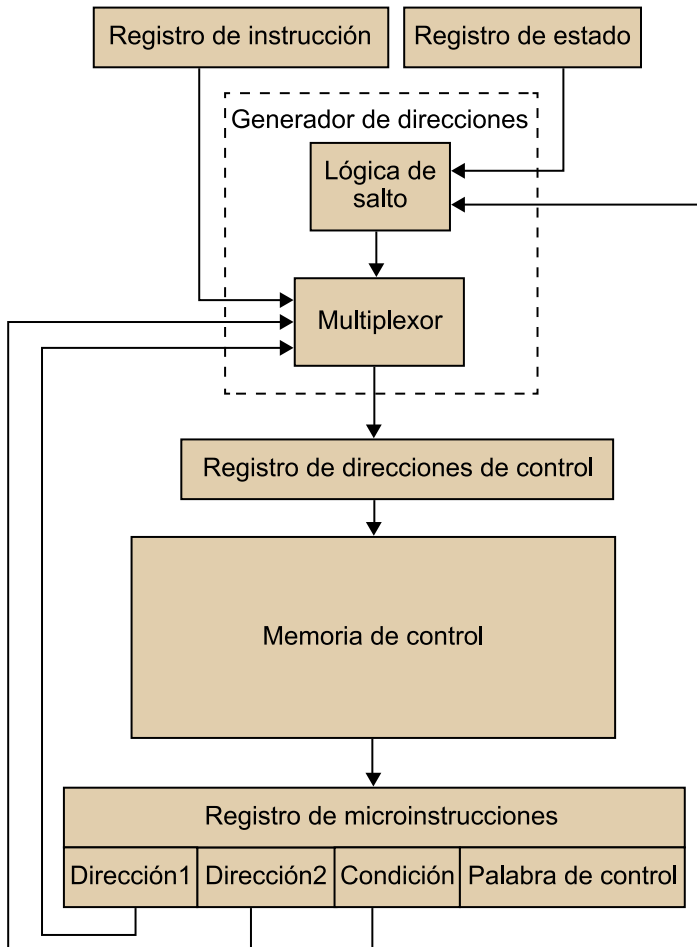 Registro de instrucción
Registro de estado
Generador de direcciones
Lógica de
salto
Multiplexor
Registro de direcciones de control
Memoria de control
Registro de microinstrucciones
Dirección1
Dirección2
Condición
Palabra de control